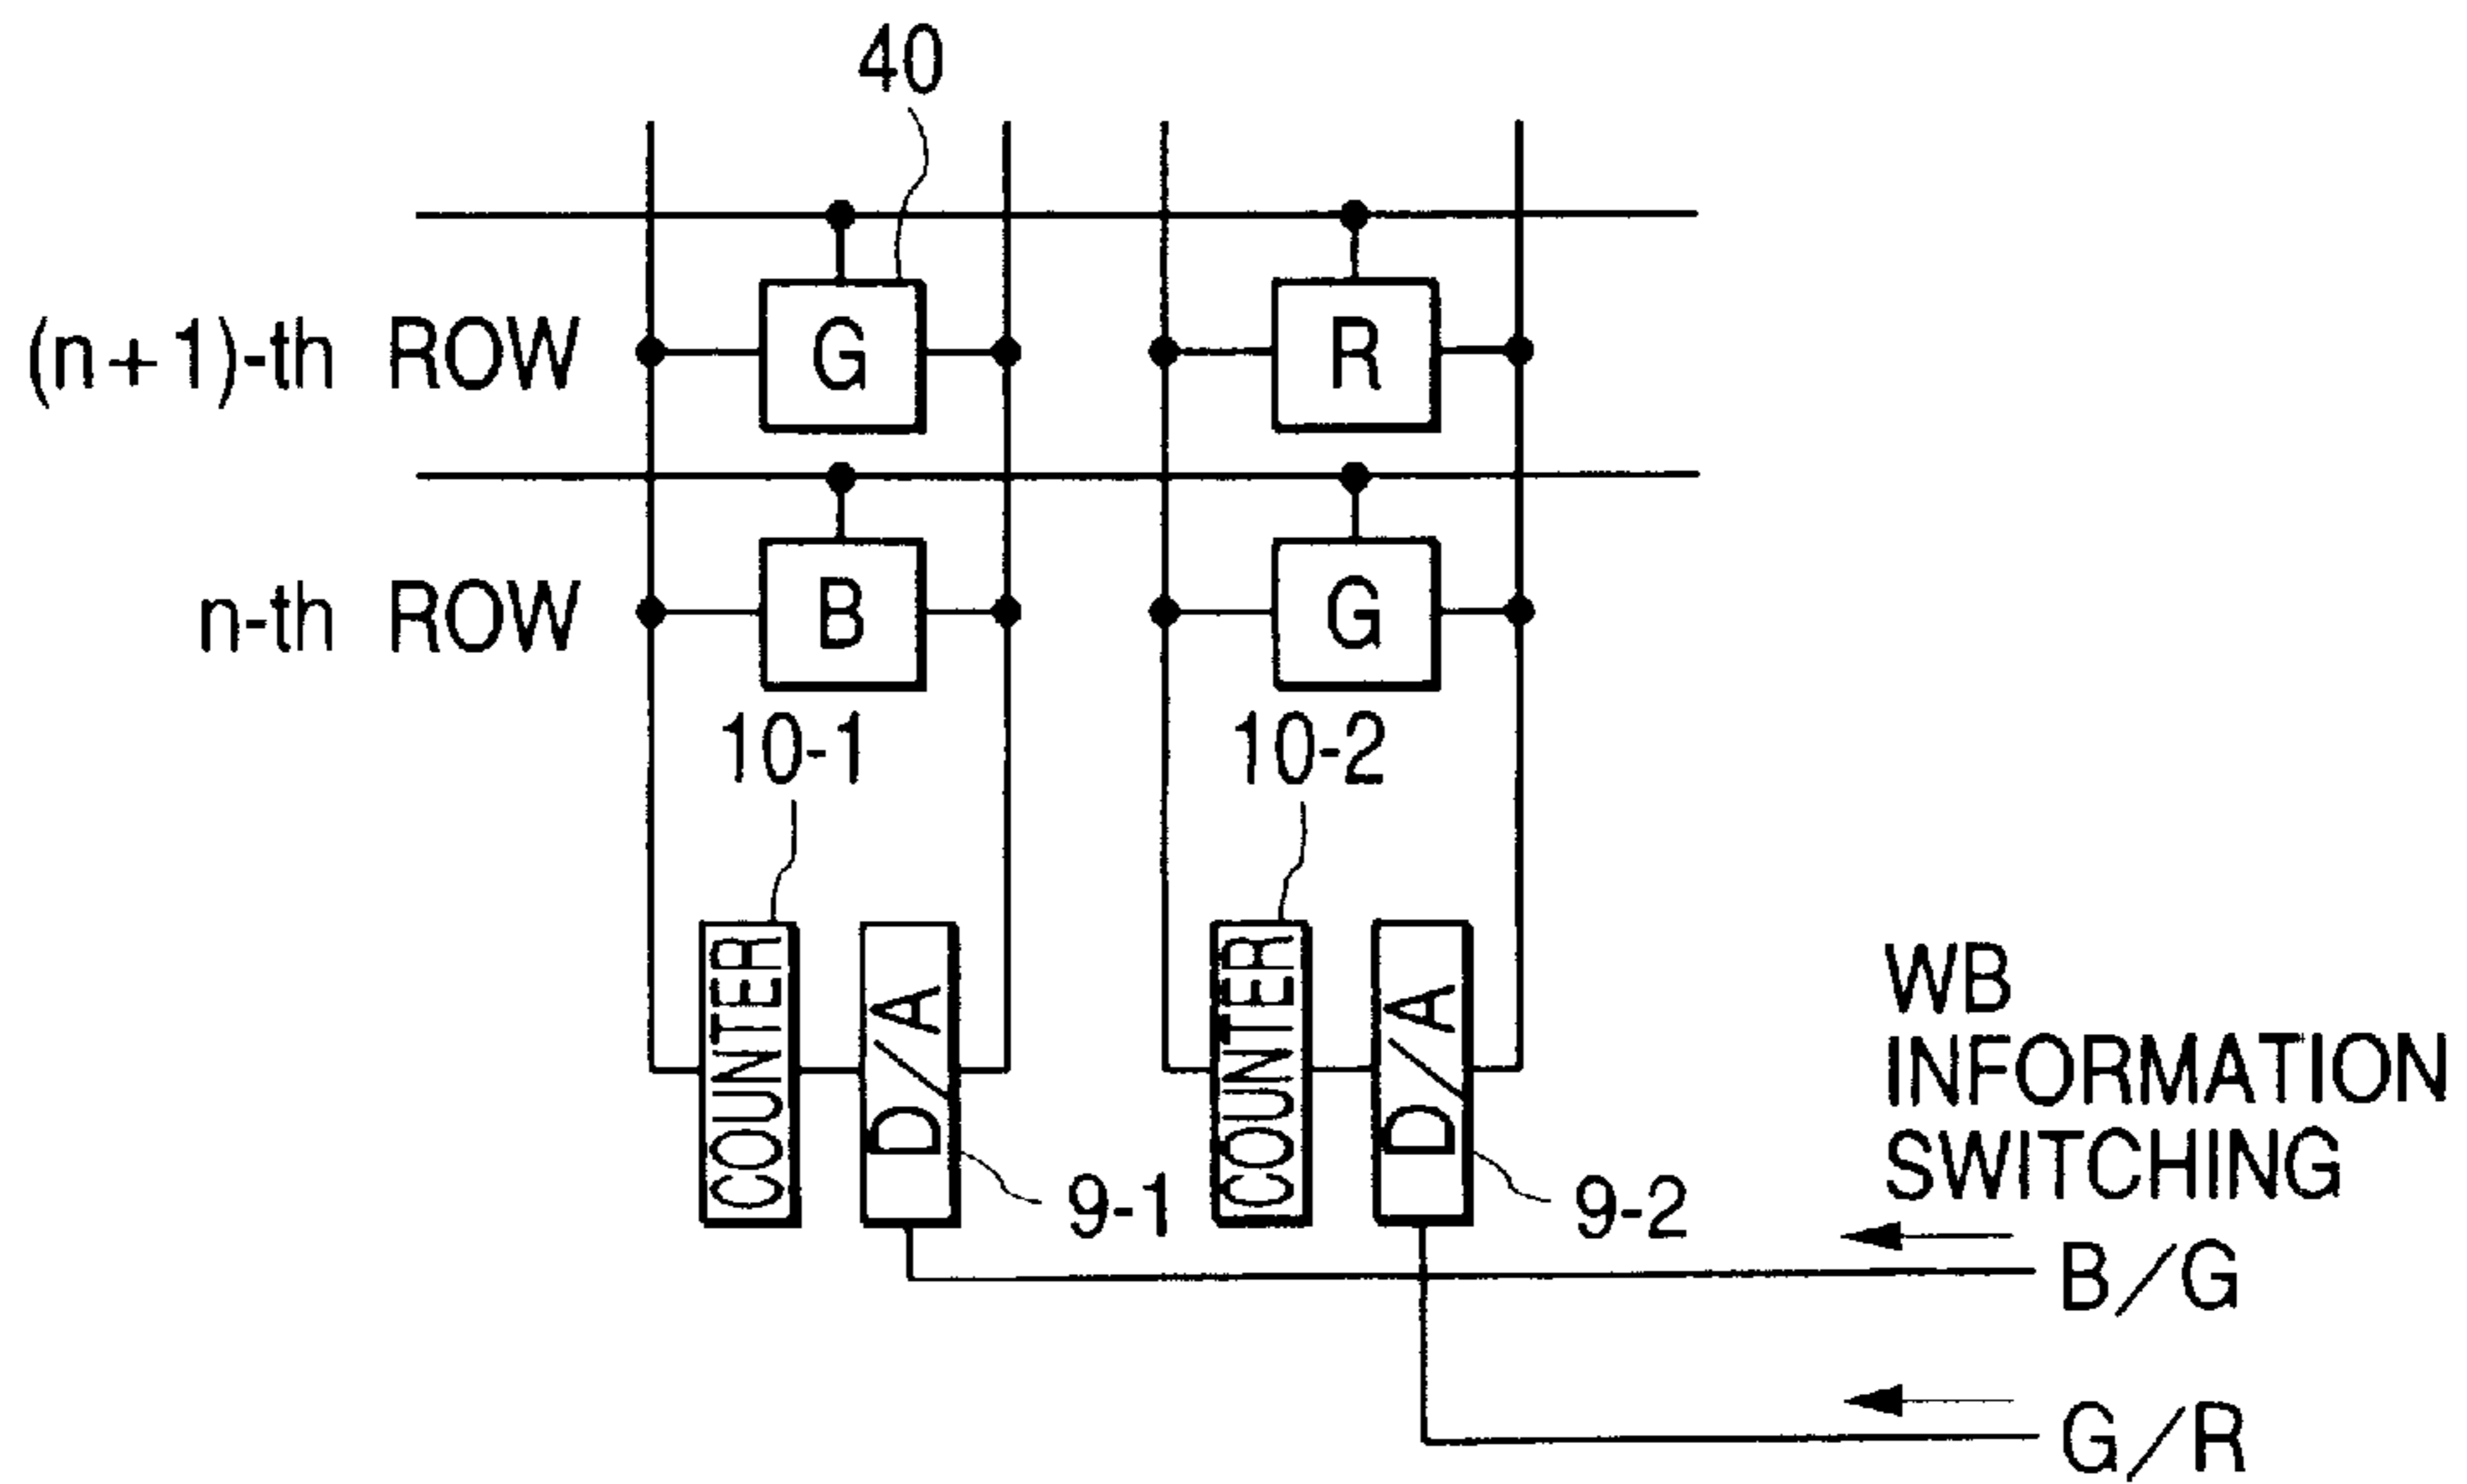 40
(n+1)-th ROW
G
R
n-th ROW
B
G
10-1
10-2
COUNTER
D/A
COUNTER
D/A
9-1
9-2
WB
INFORMATION
SWITCHING
B/G
G/R